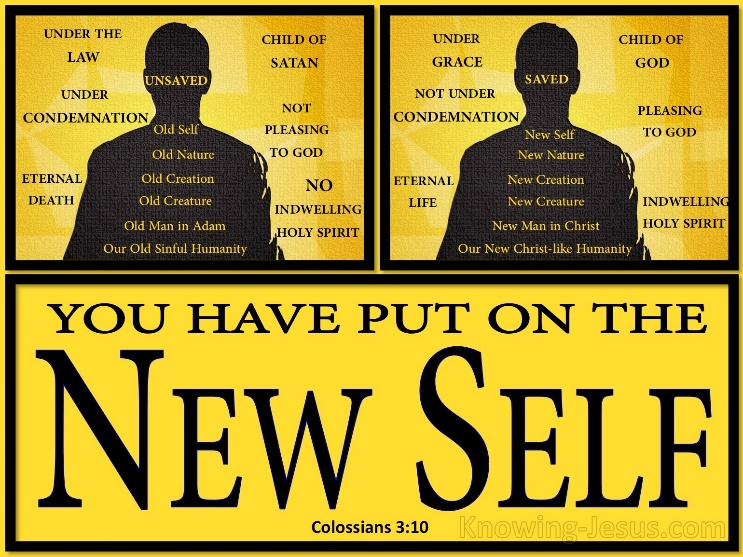 UNDER THE
LAW
UNDER
CONDEMNATION
ETERNAL
DEATH
UNSAVED
Old Self
Old Nature
Old Creation
Old Creature
Old Man in Adam
Our Old Sinful Humanity
CHILD OF
SATAN
NOT
PLEASING
TO GOD
NO
INDWELLING
HOLY SPIRIT
UNDER
GRACE
NOT UNDER
CONDEMNATION
ETERNAL
LIFE
SAVED
New Self
New Nature
New Creation
New Creature
New Man in Christ
Our New Christ-like Humanity
CHILD OF
GOD
PLEASING
TO GOD
INDWELLING
HOLY SPIRIT
YOU HAVE PUT ON THE
NEW SELF
Colossians 3:10
Knowing-Jesus.com